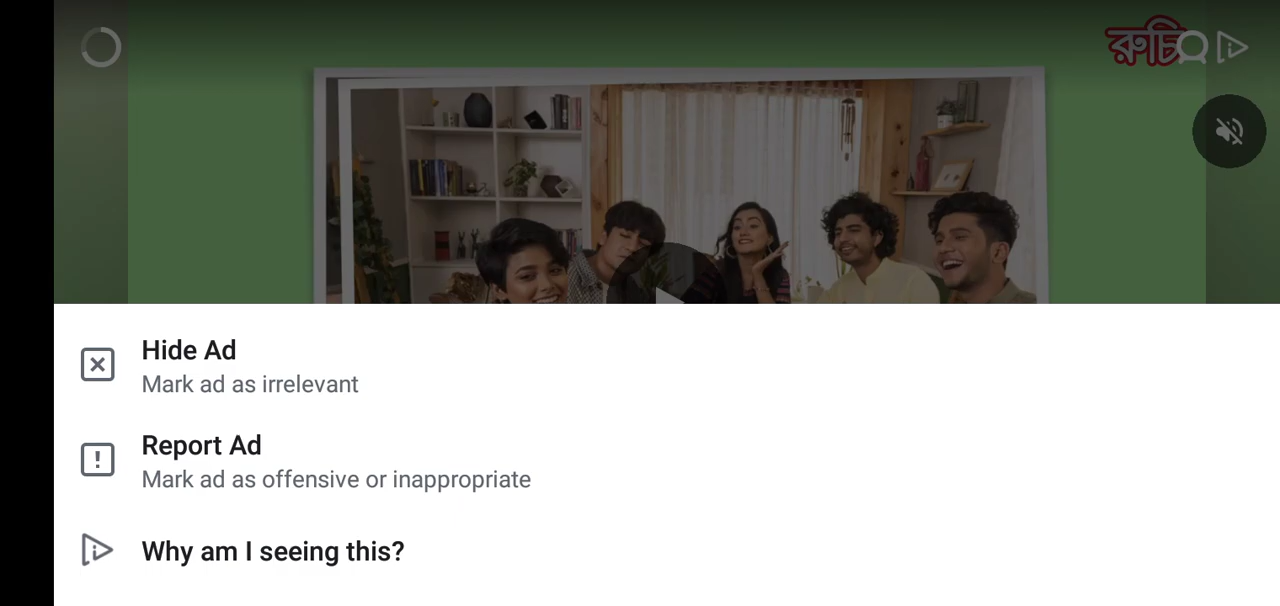 রুচি
Hide Ad
Mark ad as irrelevant
Report Ad
Mark ad as offensive or inappropriate
Why am I seeing this?